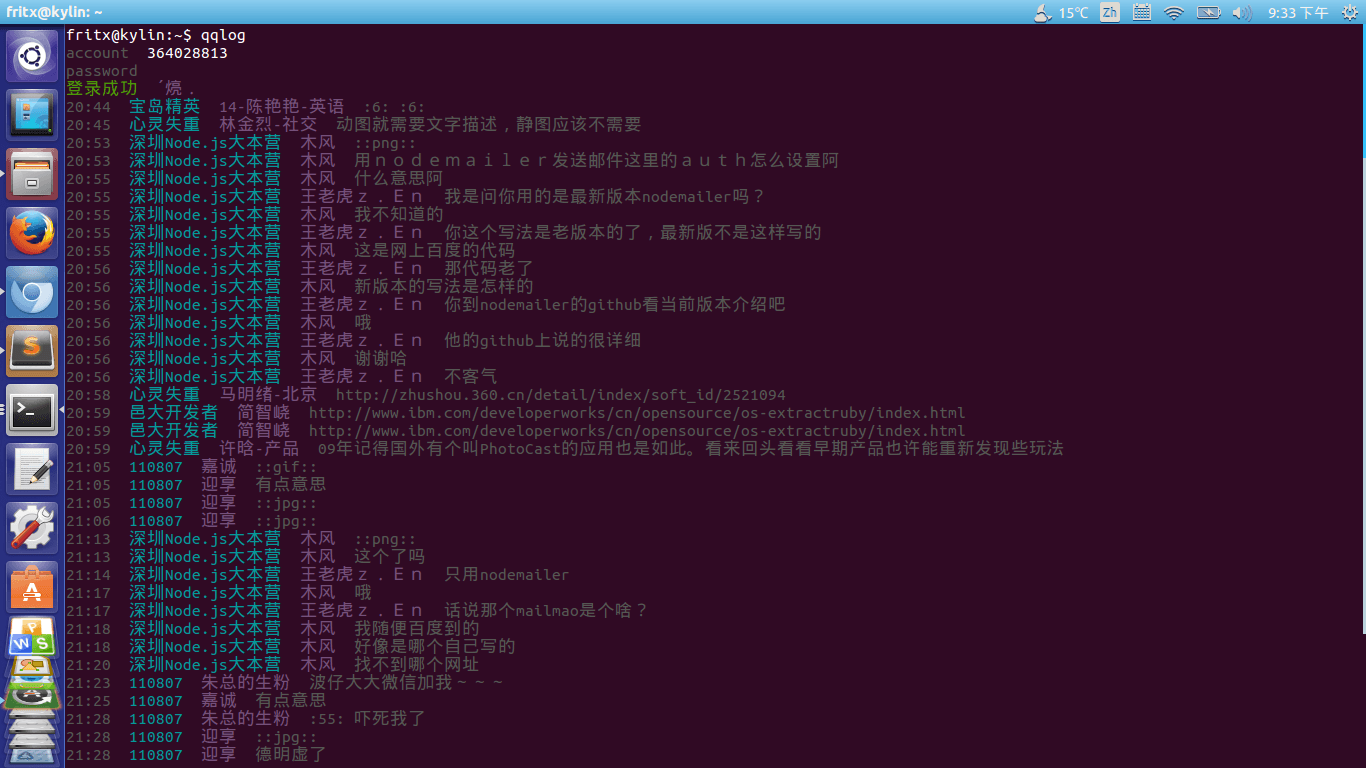 fritx@kylin: ~
15℃ Zh 9:33 下午
fritx@kylin:~$ qqlog
account 364028813
password
登录成功
20:44 宝岛精英 14-陈艳艳-英语 :6: :6:
20:45 心灵失重 林金烈-社交 动图就需要文字描述，静图应该不需要
20:53 深圳Node.js大本营 木风 ::png::
20:53 深圳Node.js大本营 木风 用ｎｏｄｅｍａｉｌｅｒ发送邮件这里的ａｕｔｈ怎么设置阿
20:55 深圳Node.js大本营 木风 什么意思阿
20:55 深圳Node.js大本营 王老虎ｚ．Ｅｎ 我是问你用的是最新版本nodemailer吗？
20:55 深圳Node.js大本营 木风 我不知道的
20:55 深圳Node.js大本营 王老虎ｚ．Ｅｎ 你这个写法是老版本的了，最新版不是这样写的
20:55 深圳Node.js大本营 木风 这是网上百度的代码
20:56 深圳Node.js大本营 王老虎ｚ．Ｅｎ 那代码老了
20:56 深圳Node.js大本营 木风 新版本的写法是怎样的
20:56 深圳Node.js大本营 王老虎ｚ．Ｅｎ 你到nodemailer的github看当前版本介绍吧
20:56 深圳Node.js大本营 木风 哦
20:56 深圳Node.js大本营 王老虎ｚ．Ｅｎ 他的github上说的很详细
20:56 深圳Node.js大本营 木风 谢谢哈
20:56 深圳Node.js大本营 王老虎ｚ．Ｅｎ 不客气
20:58 心灵失重 马明绪-北京 http://zhushou.360.cn/detail/index/soft_id/2521094
20:59 邑大开发者 简智峣 http://www.ibm.com/developerworks/cn/opensource/os-extractruby/index.html
20:59 邑大开发者 简智峣 http://www.ibm.com/developerworks/cn/opensource/os-extractruby/index.html
20:59 心灵失重 许晗-产品 09年记得国外有个叫PhotoCast的应用也是如此。看来回头看看早期产品也许能重新发现些玩法
21:05 110807 嘉诚 ::gif::
21:05 110807 迎享 有点意思
21:05 110807 迎享 ::jpg::
21:06 110807 迎享 ::jpg::
21:13 深圳Node.js大本营 木风 ::png::
21:13 深圳Node.js大本营 木风 这个了吗
21:14 深圳Node.js大本营 王老虎ｚ．Ｅｎ 只用nodemailer
21:17 深圳Node.js大本营 木风 哦
21:17 深圳Node.js大本营 王老虎ｚ．Ｅｎ 话说那个mailmao是个啥？
21:18 深圳Node.js大本营 木风 我随便百度到的
21:18 深圳Node.js大本营 木风 好像是哪个自己写的
21:20 深圳Node.js大本营 木风 找不到哪个网址
21:23 110807 朱总的生粉 波仔大大微信加我～～～
21:25 110807 嘉诚 有点意思
21:28 110807 朱总的生粉 :55: 吓死我了
21:28 110807 迎享 ::jpg::
21:28 110807 迎享 德明虚了